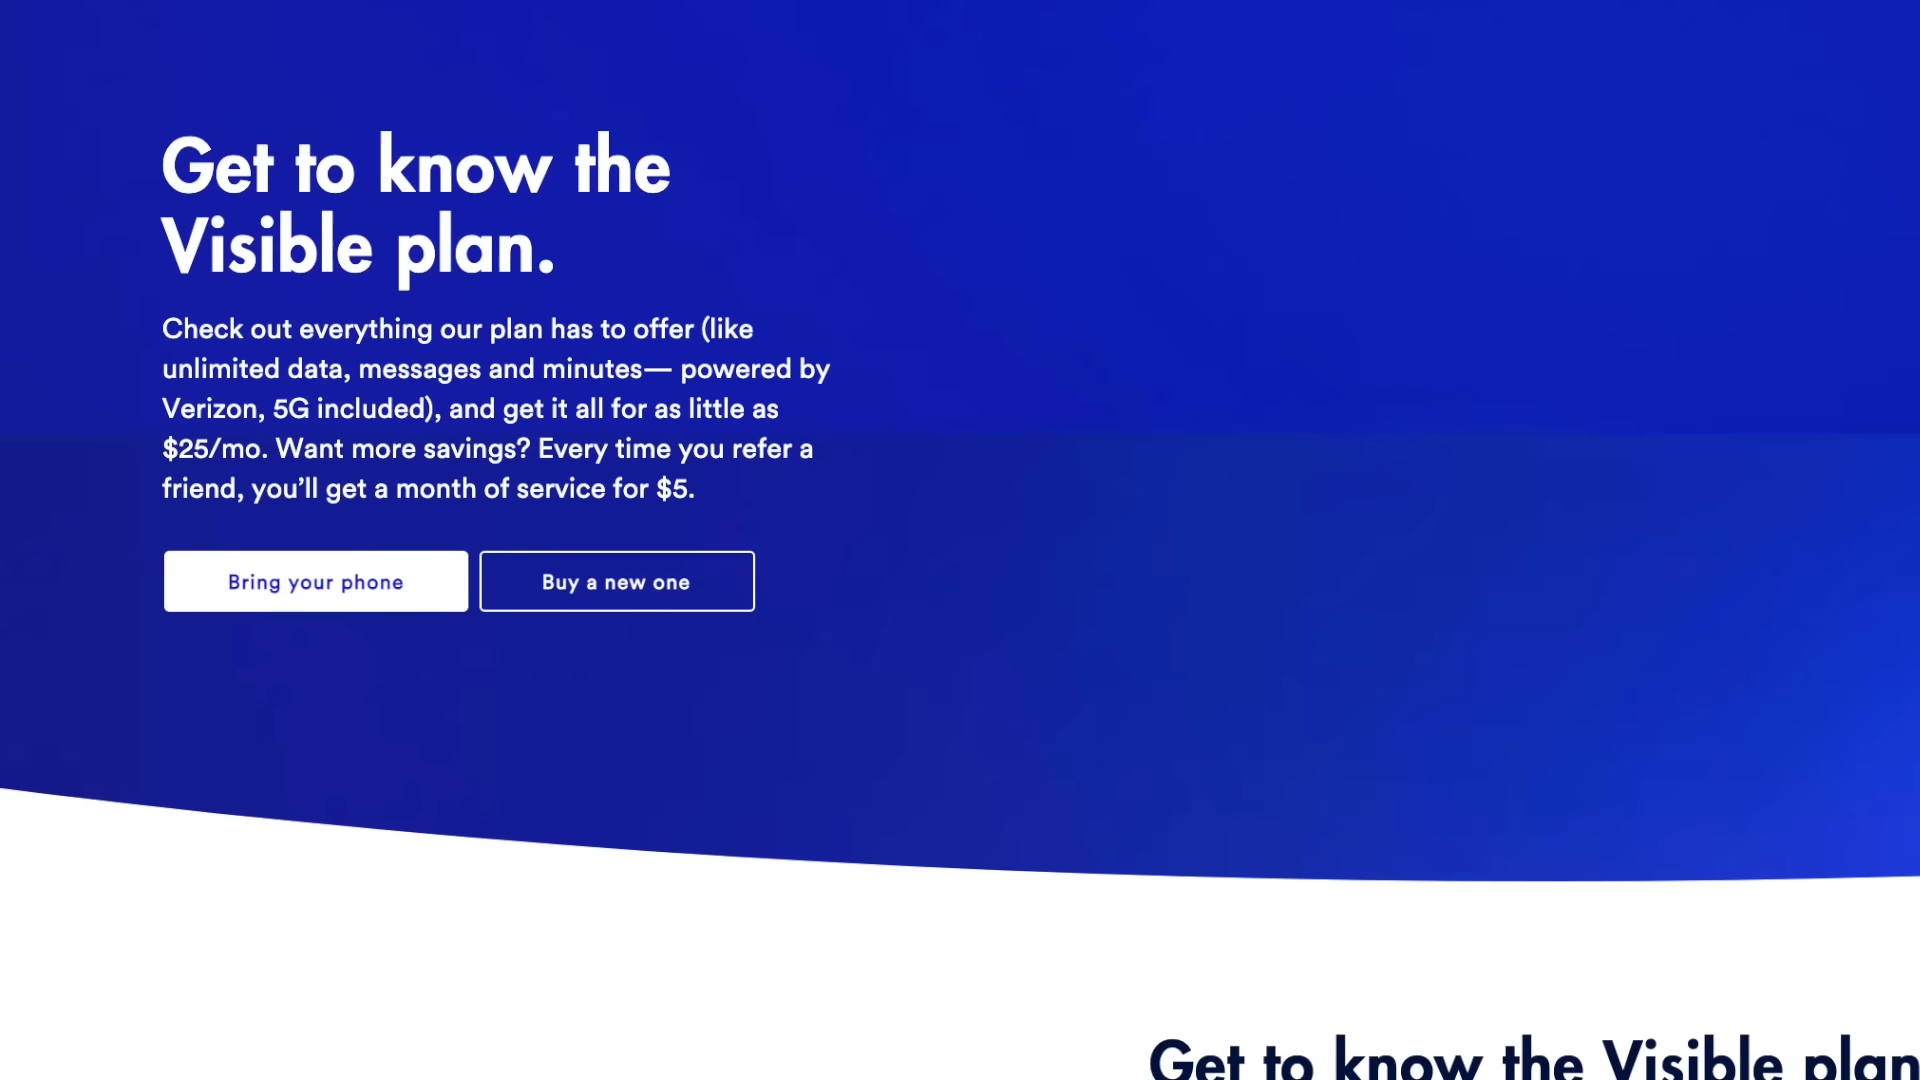 Get to know the
Visible plan.
Check out everything our plan has to offer (like
unlimited data, messages and minutes— powered by
Verizon, 5G included), and get it all for as little as
$25/mo. Want more savings? Every time you refer a
friend, you’ll get a month of service for $5.
Bring your phone
Buy a new one
Get to know the Visible plan